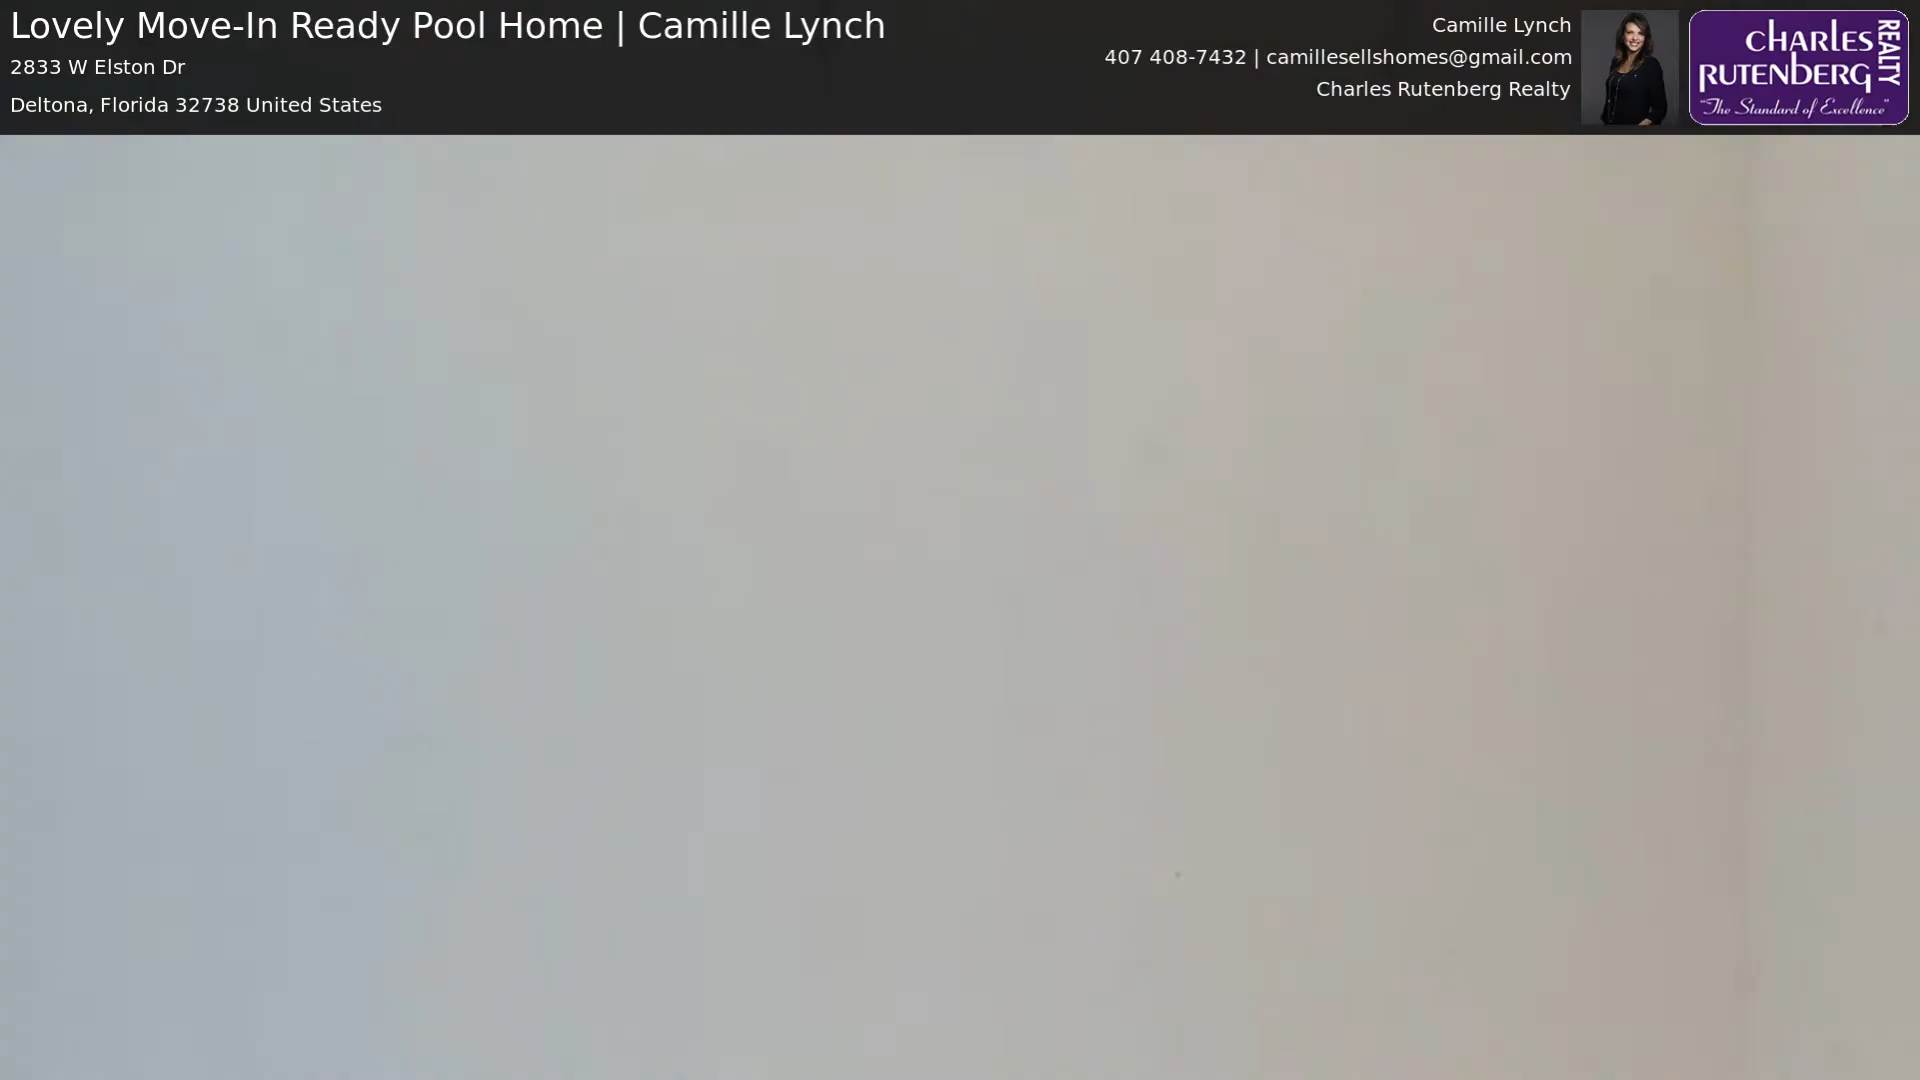 Lovely Move-In Ready Pool Home | Camille Lynch
2833 W Elston Dr
Deltona, Florida 32738 United States
Camille Lynch
407 408-7432 | camillesellshomes@gmail.com
Charles Rutenberg Realty
CHARLES
RUTENBERG
REALTY
"The Standard of Excellence"